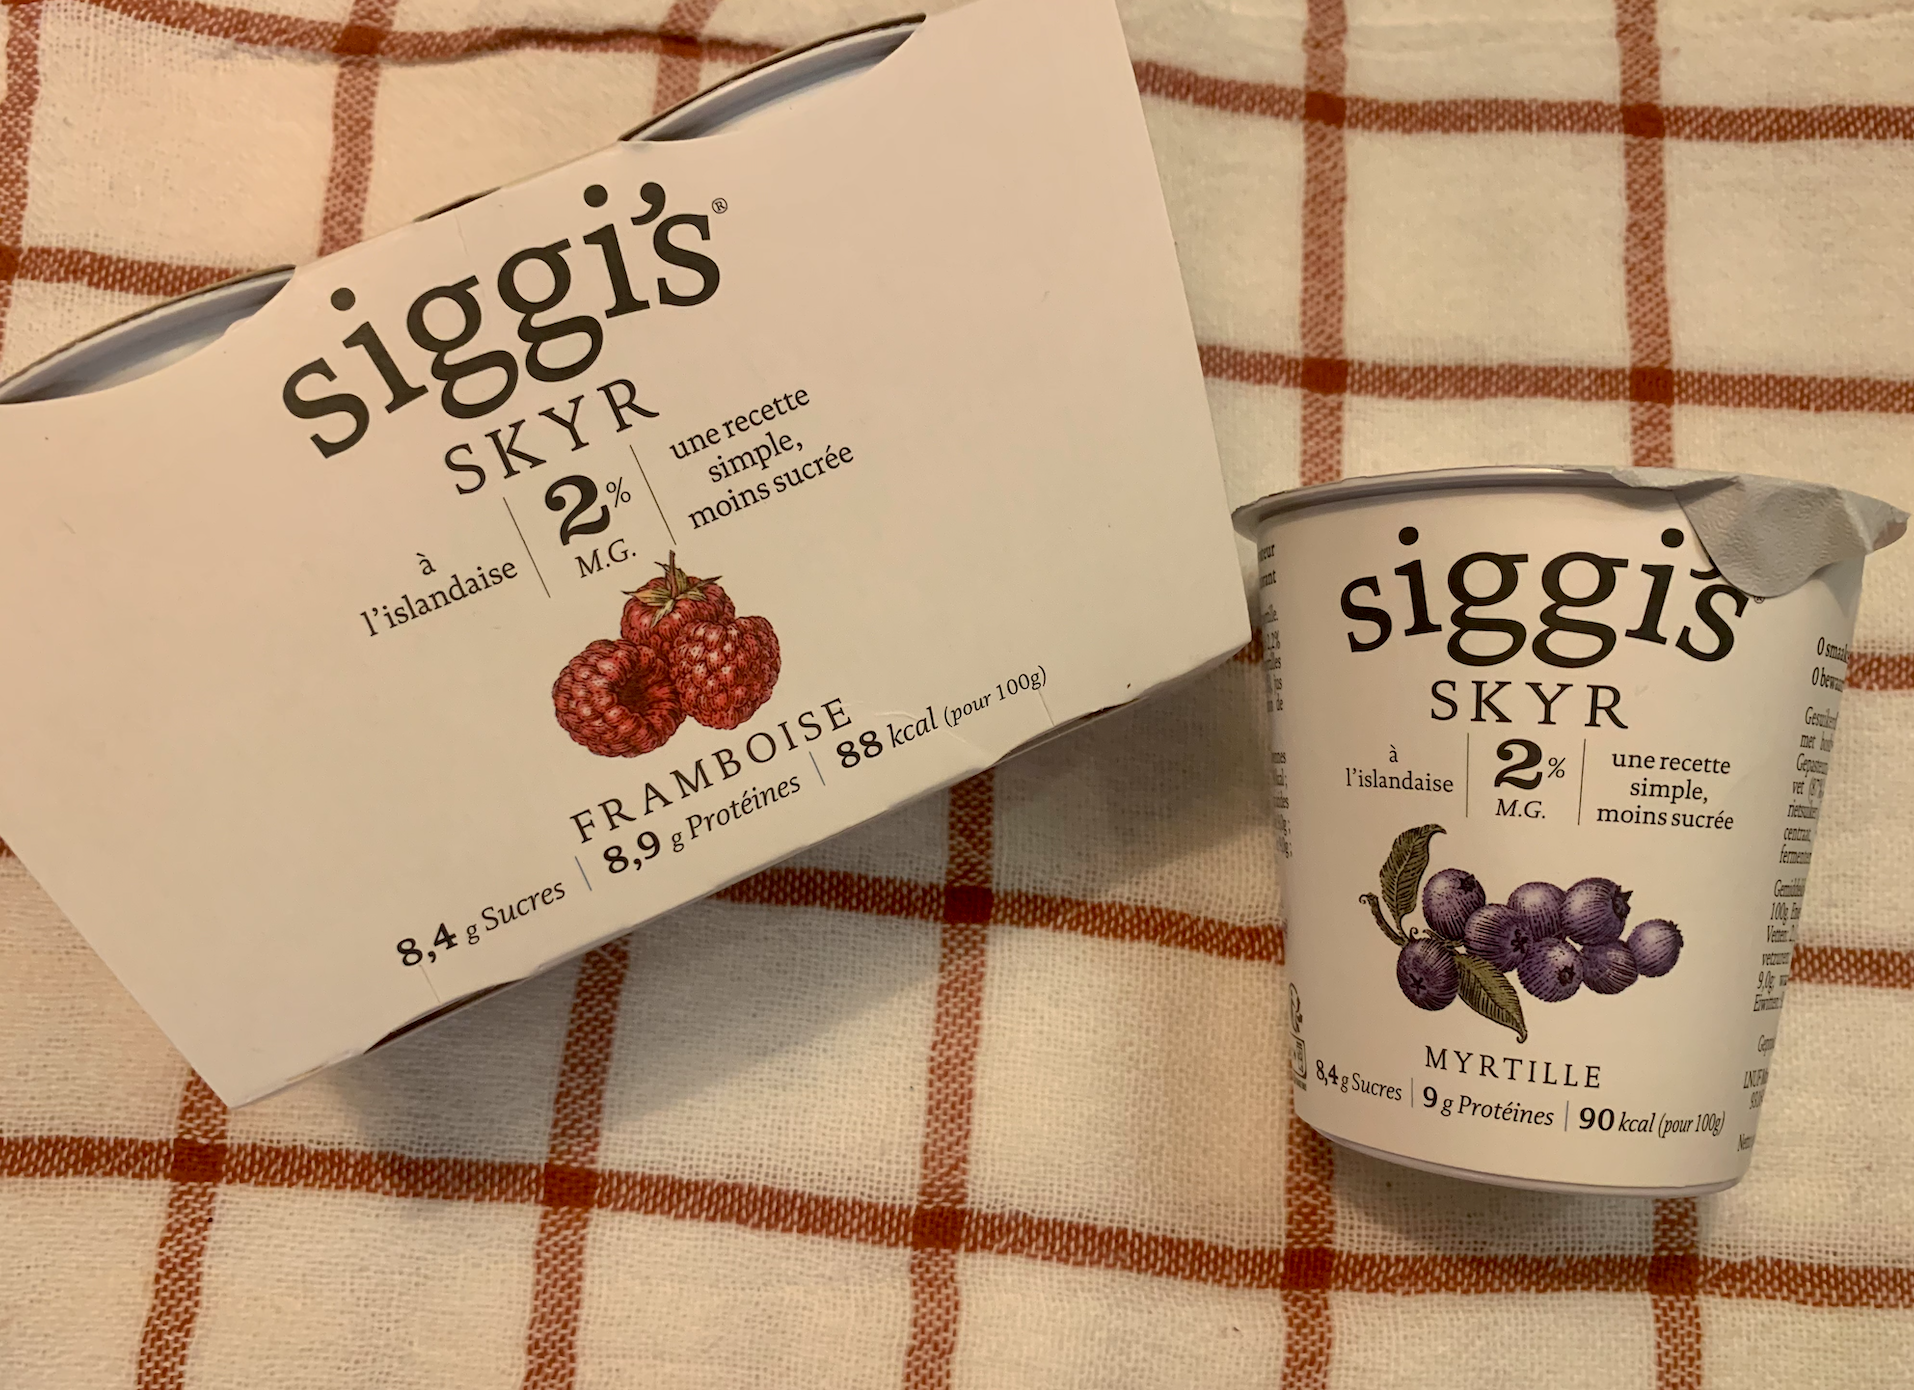 siggi's®
SKYR
à
l'islandaise
2%
M.G.
une recette
simple,
moins sucrée
FRAMBOISE
8,4 g Sucres | 8,9 g Protéines | 88 kcal (pour 100g)
siggi's®
SKYR
à
l'islandaise
2%
M.G.
une recette
simple,
moins sucrée
MYRTILLE
8,4 g Sucres | 9 g Protéines | 90 kcal (pour 100g)